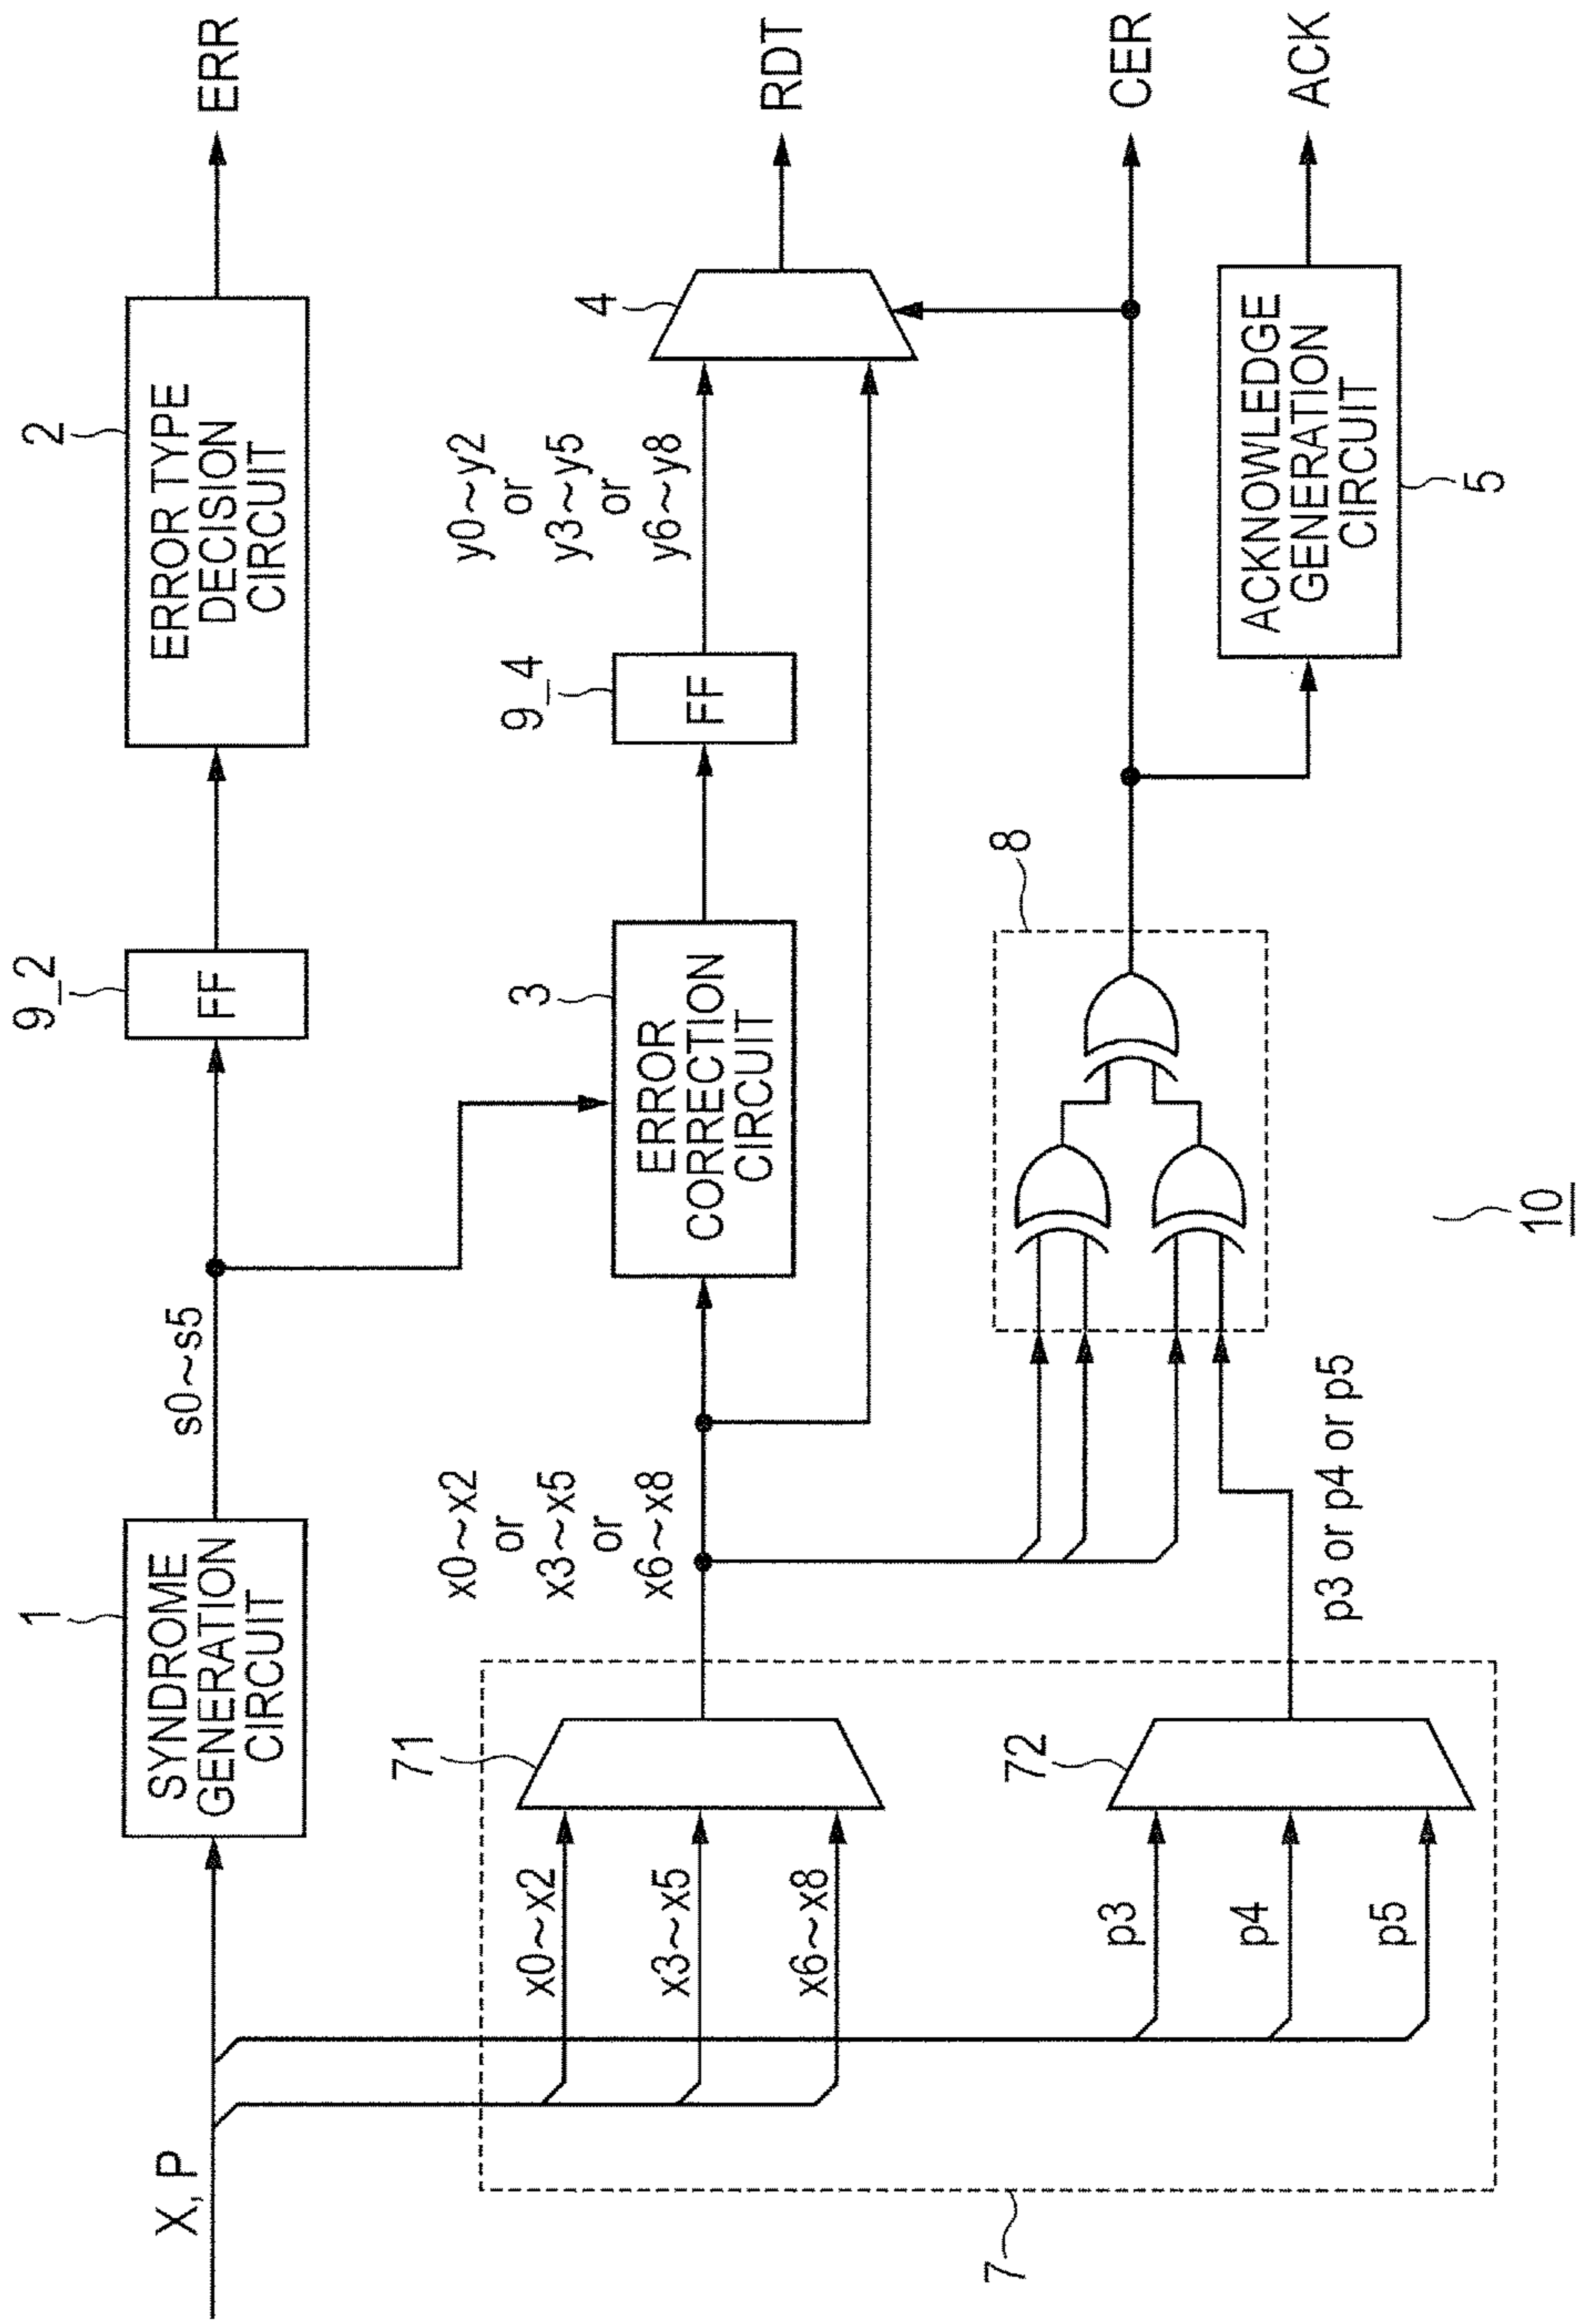 X, P
1
SYNDROME
GENERATION
CIRCUIT
s0~s5
9_2
FF
2
ERROR TYPE
DECISION
CIRCUIT
ERR
7
71
x0~x2
x3~x5
x6~x8
x0~x2
or
x3~x5
or
x6~x8
3
ERROR
CORRECTION
CIRCUIT
9_4
FF
y0~y2
or
y3~y5
or
y6~y8
4
RDT
72
p3
p4
p5
p3 or p4 or p5
8
CER
ACKNOWLEDGE
GENERATION
CIRCUIT
5
ACK
10